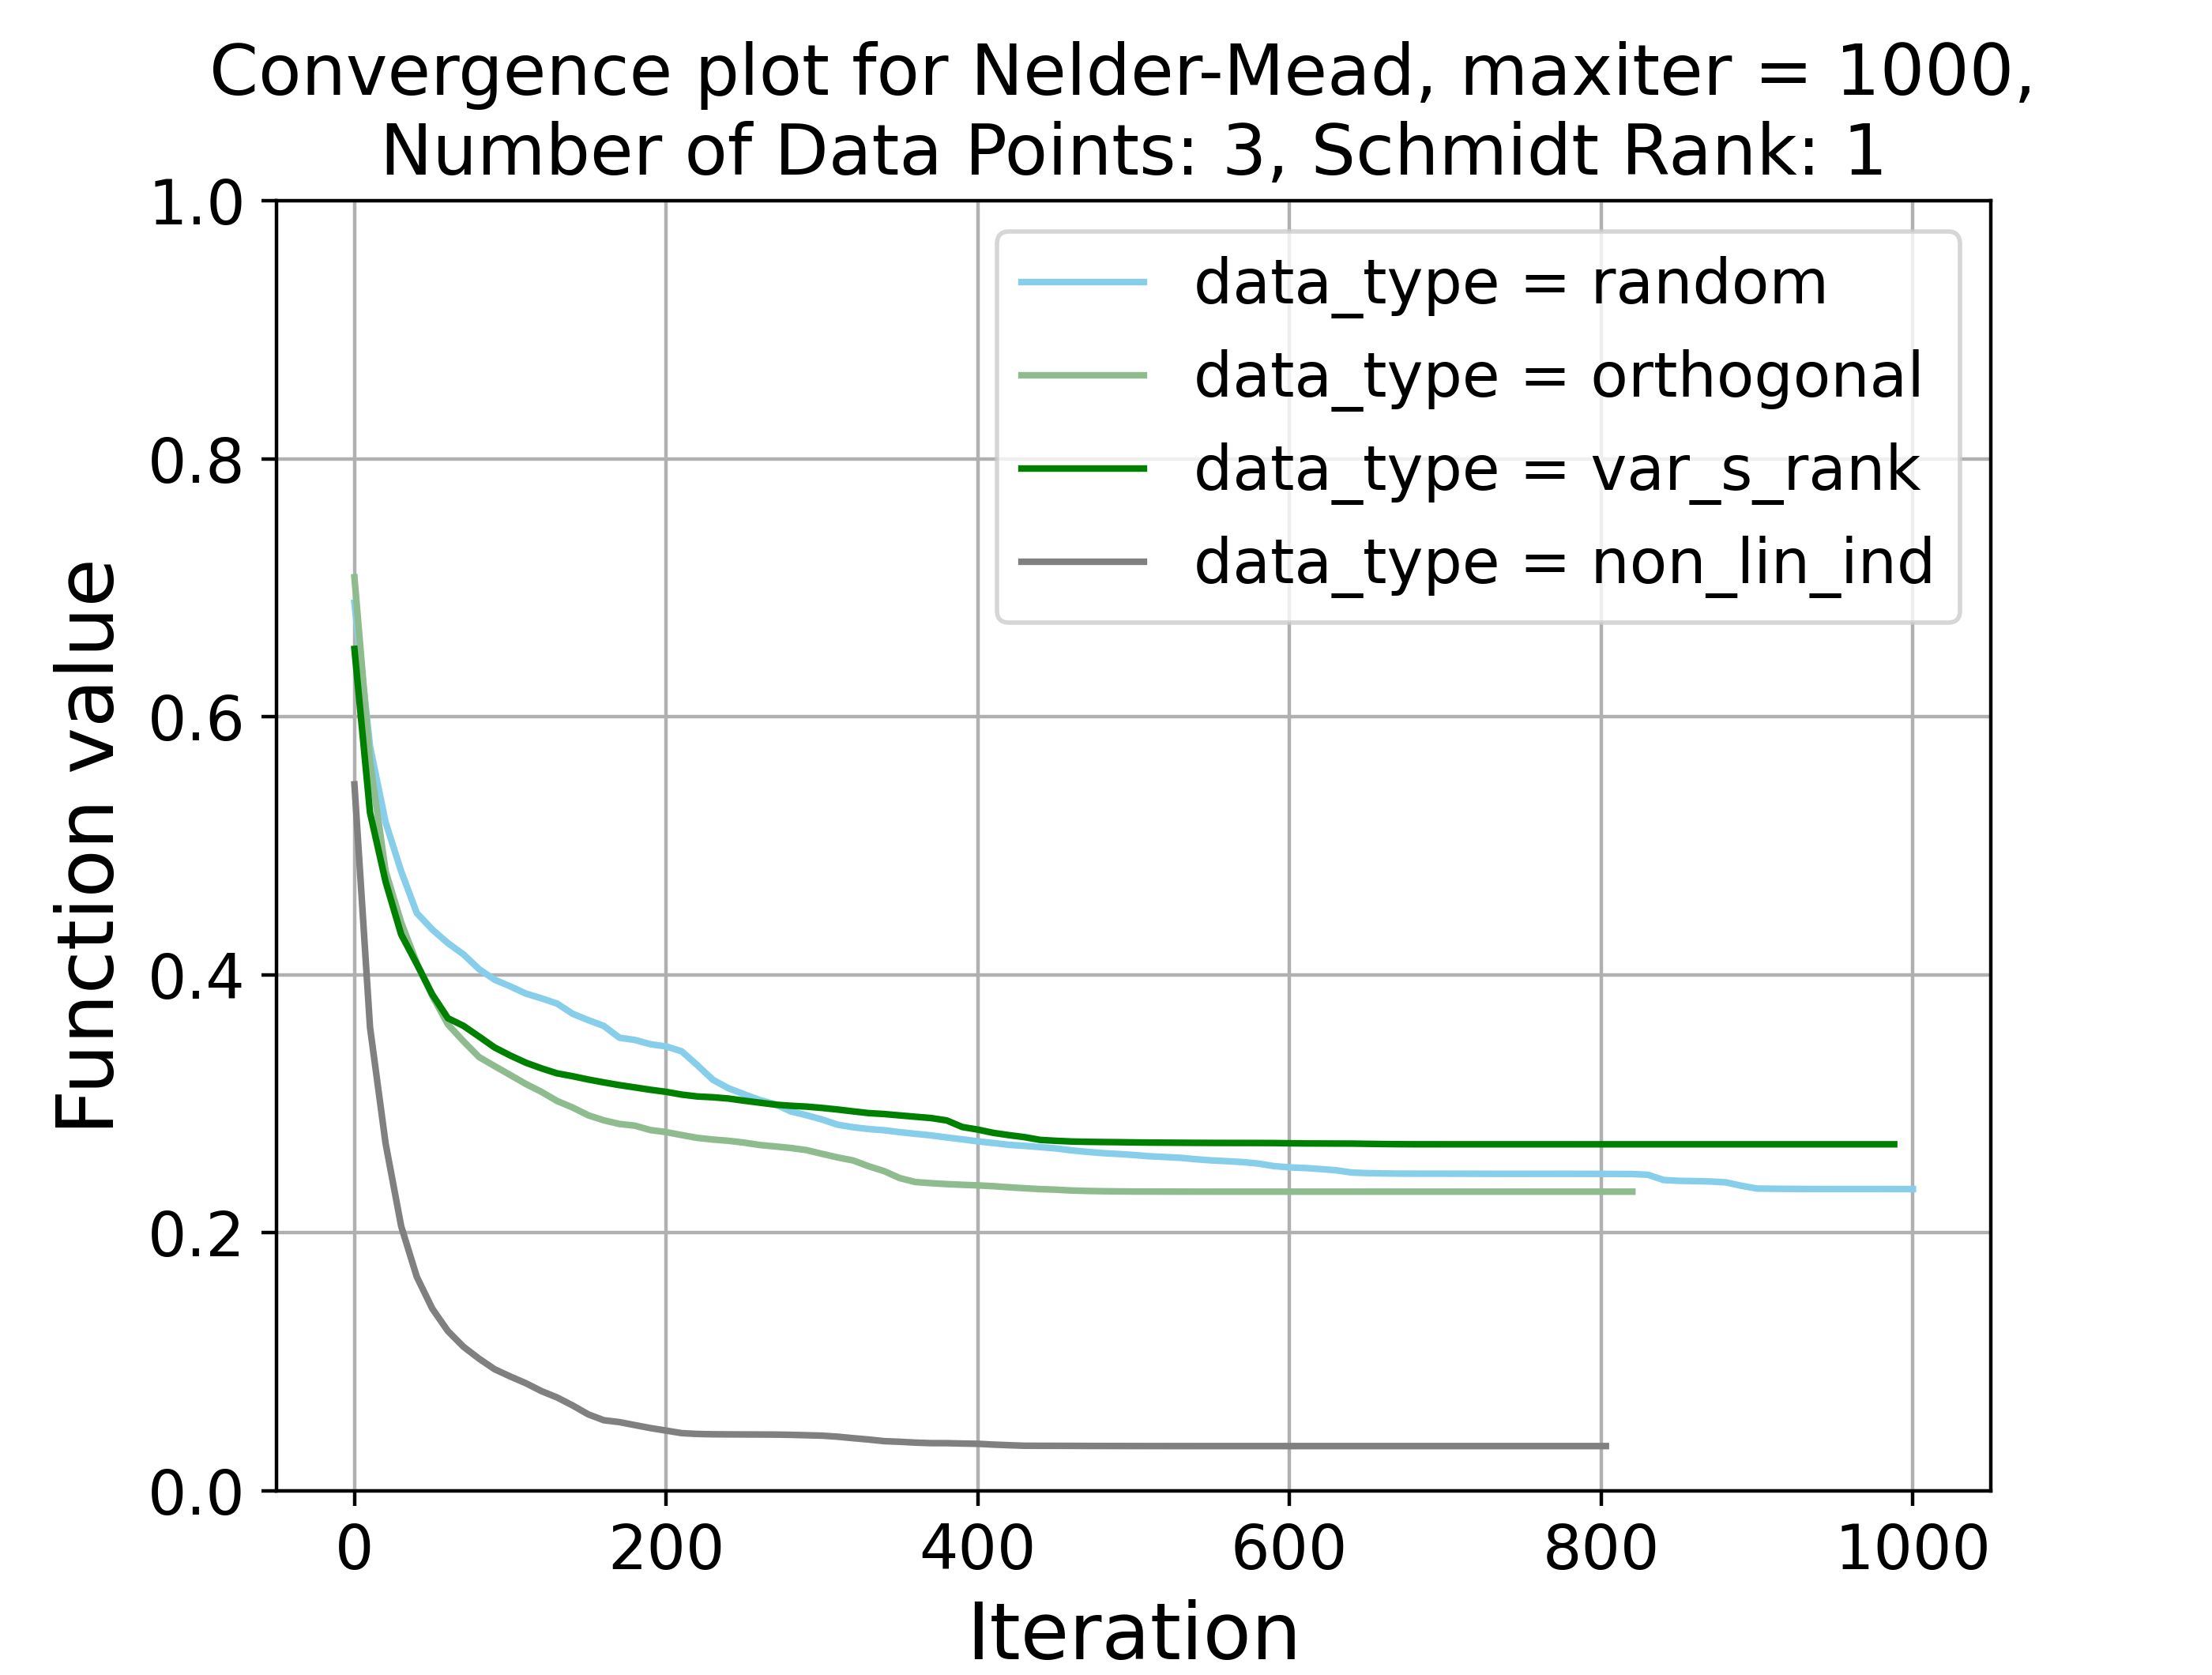 Convergence plot for Nelder-Mead, maxiter = 1000,
Number of Data Points: 3, Schmidt Rank: 1
1.0
0.8
0.6
0.4
0.2
0.0
Function value
data_type = random
data_type = orthogonal
data_type = var_s_rank
data_type = non_lin_ind
0 200 400 600 800 1000
Iteration